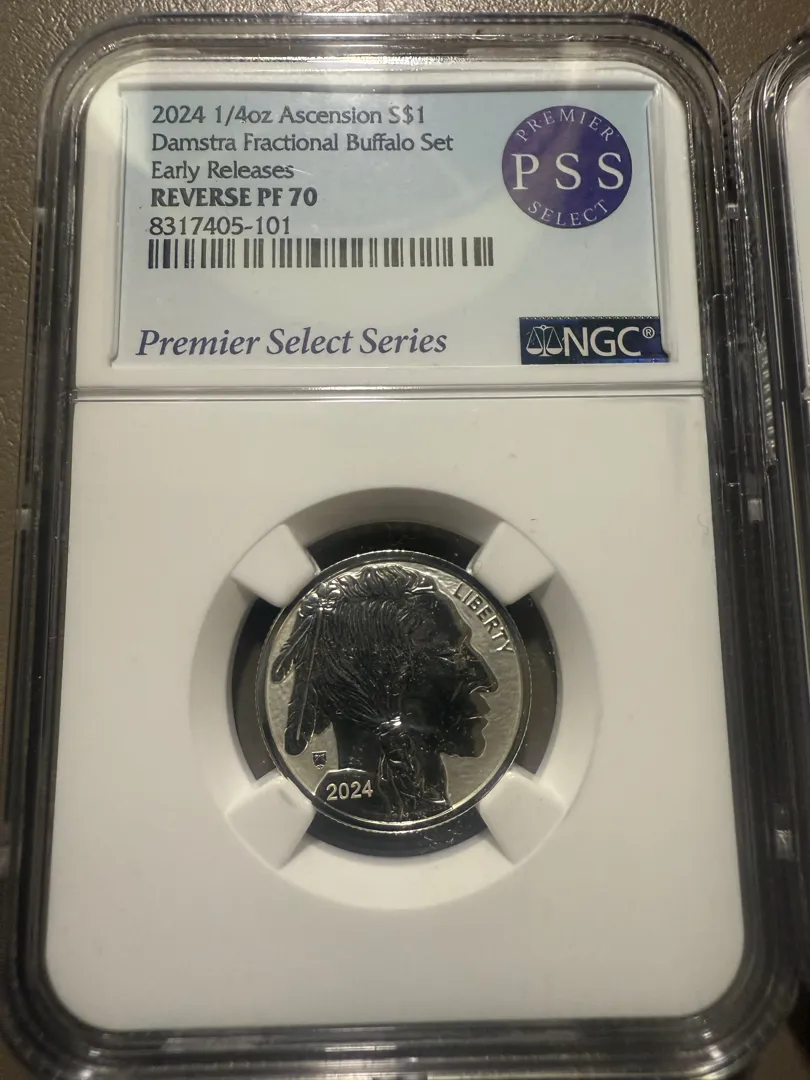 2024 1/4oz Ascension S$1
Damstra Fractional Buffalo Set
Early Releases
REVERSE PF 70
8317405-101
PREMIER
PSS
SELECT
Premier Select Series
NGC®
LIBERTY
2024